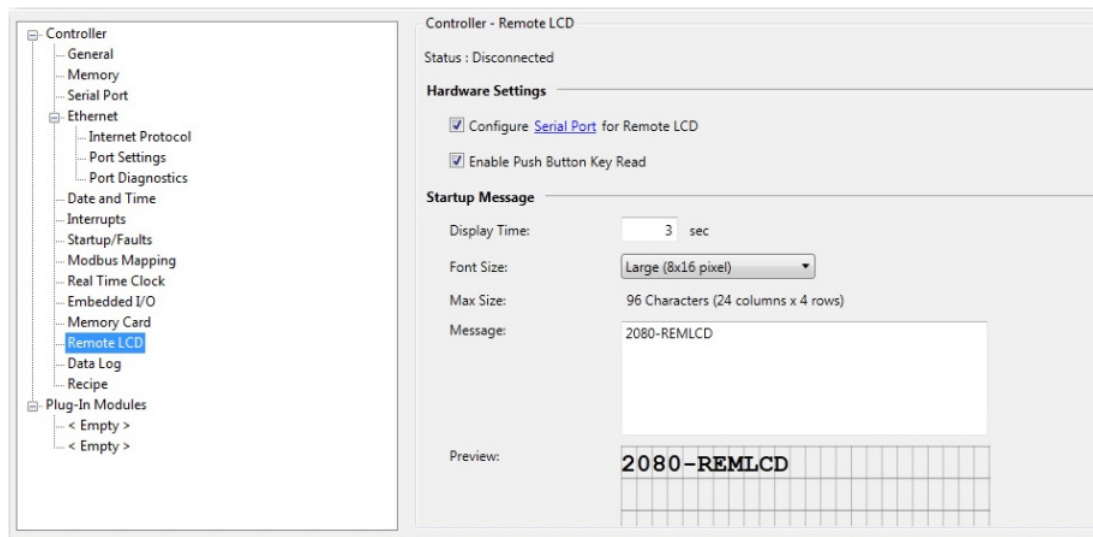 Controller
General
Memory
Serial Port
Ethernet
Internet Protocol
Port Settings
Port Diagnostics
Date and Time
Interrupts
Startup/Faults
Modbus Mapping
Real Time Clock
Embedded I/O
Memory Card
Remote LCD
Data Log
Recipe
Plug-In Modules
< Empty >
< Empty >
Controller - Remote LCD
Status : Disconnected
Hardware Settings
Configure Serial Port for Remote LCD
Enable Push Button Key Read
Startup Message
Display Time: 3 sec
Font Size: Large (8x16 pixel)
Max Size: 96 Characters (24 columns x 4 rows)
Message: 2080-REMLCD
Preview: 2080-REMLCD